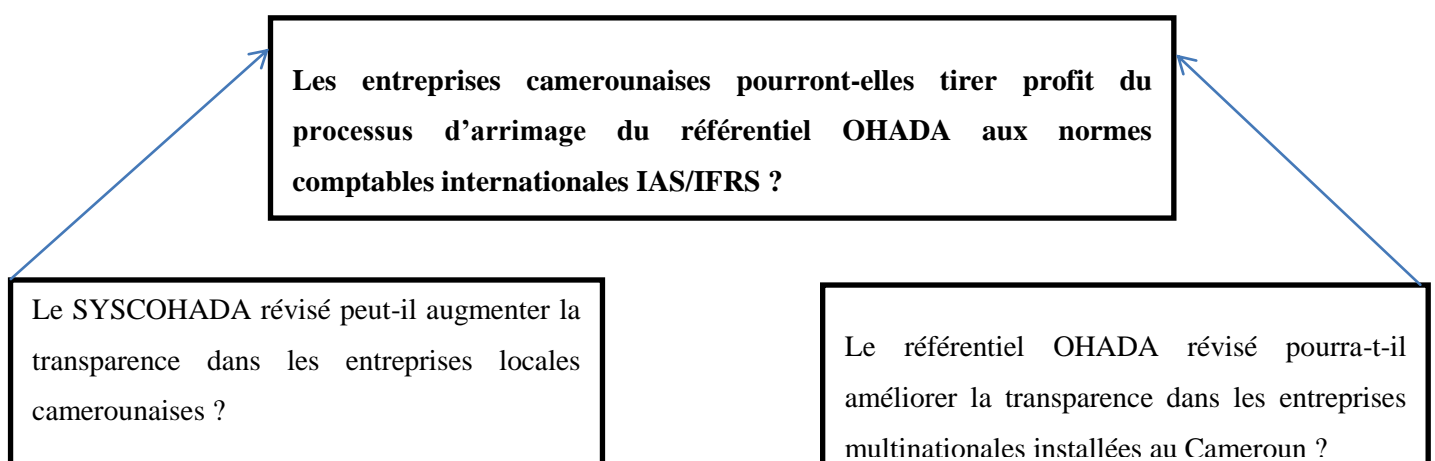 Les entreprises camerounaises pourront-elles tirer profit du
processus d’arrimage du référentiel OHADA aux normes
comptables internationales IAS/IFRS ?
Le SYSCOHADA révisé peut-il augmenter la
transparence dans les entreprises locales
camerounaises ?
Le référentiel OHADA révisé pourra-t-il
améliorer la transparence dans les entreprises
multinationales installées au Cameroun ?